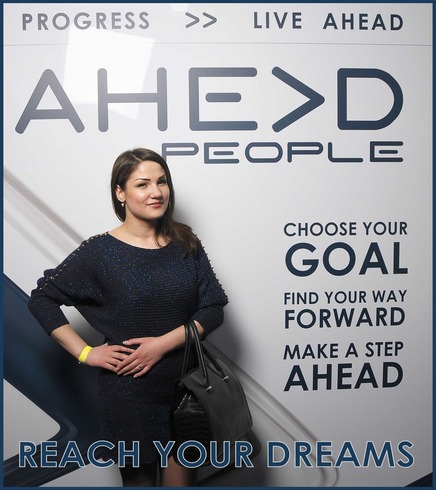 PROGRESS >> LIVE AHEAD
AHE>D
PEOPLE
CHOOSE YOUR
GOAL
FIND YOUR WAY
FORWARD
MAKE A STEP
AHEAD
REACH YOUR DREAMS